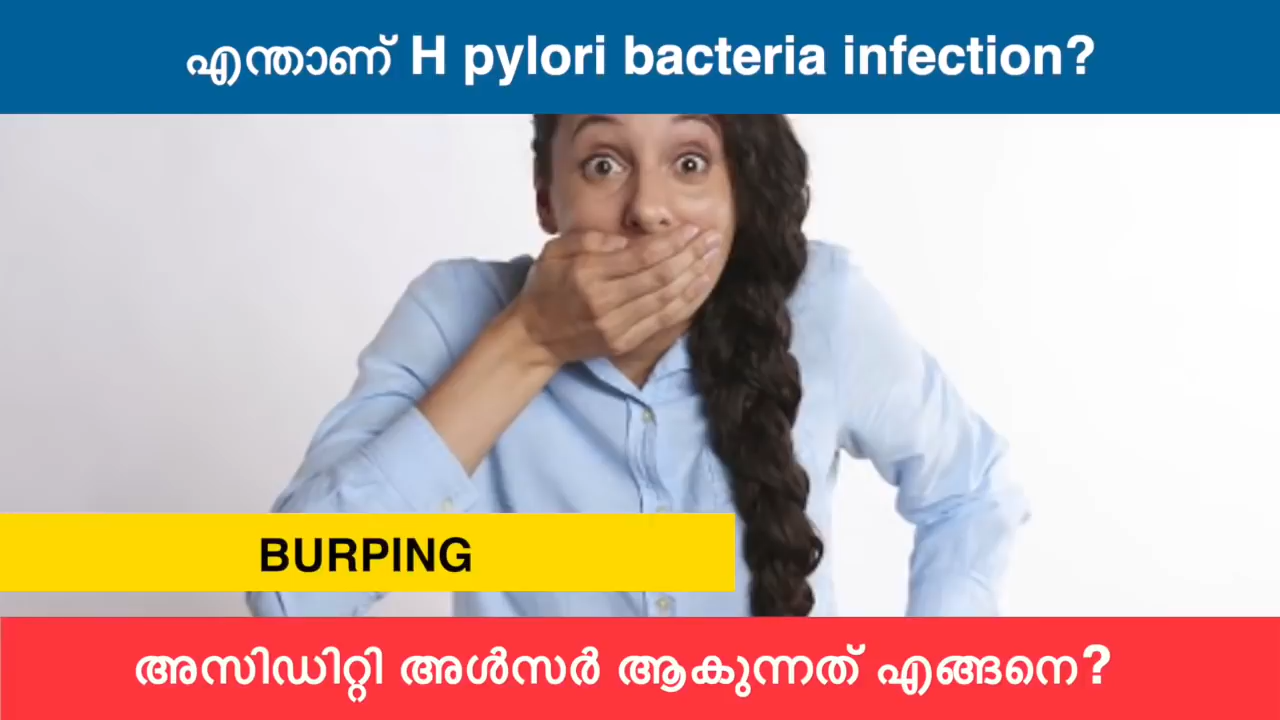 എന്താണ് H pylori bacteria infection?
BURPING
അസിഡിറ്റി അൾസർ ആകുന്നത് എങ്ങനെ?